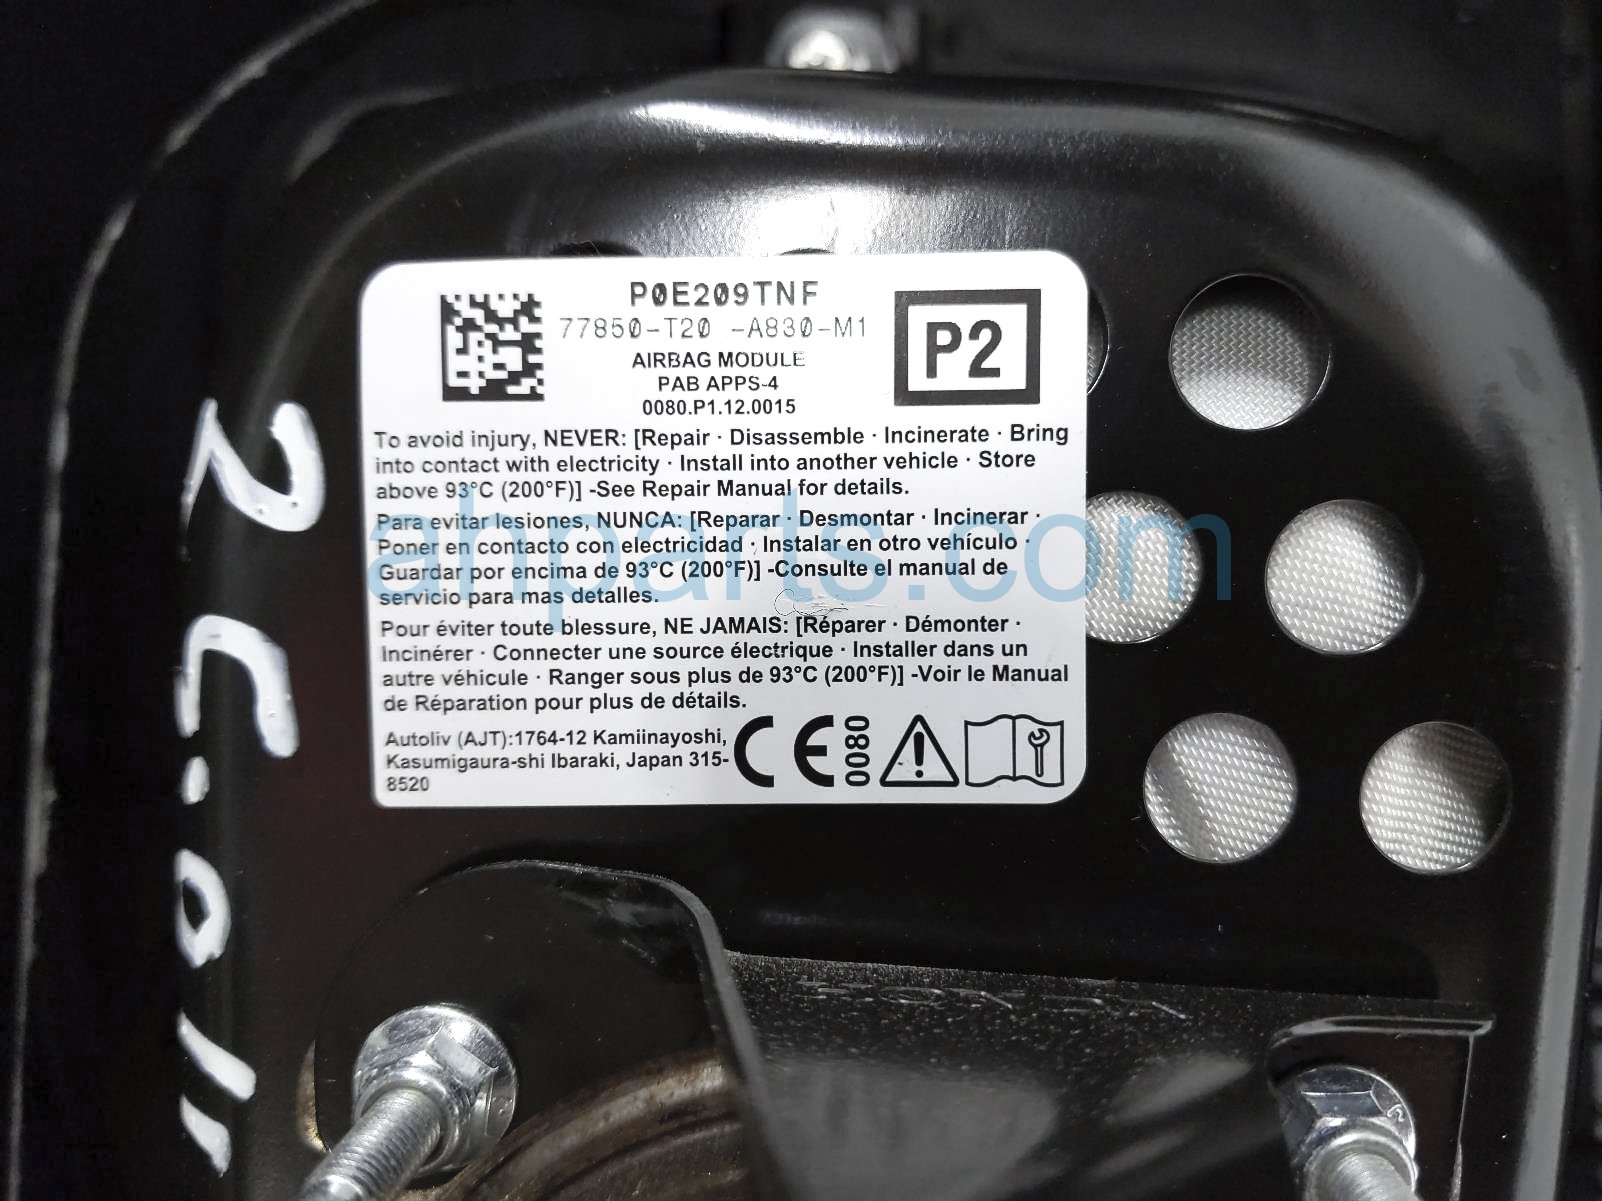 P0E209TNF
77850-T20 -A830-M1
AIRBAG MODULE
PAB APPS-4
0080.P1.12.0015
P2
To avoid injury, NEVER: [Repair · Disassemble · Incinerate · Bring
into contact with electricity · Install into another vehicle · Store
above 93°C (200°F)] -See Repair Manual for details.
Para evitar lesiones, NUNCA: [Reparar · Desmontar · Incinerar ·
Poner en contacto con electricidad · Instalar en otro vehículo ·
Guardar por encima de 93°C (200°F)] -Consulte el manual de
servicio para mas detalles.
Pour éviter toute blessure, NE JAMAIS: [Réparer · Démonter ·
Incinérer · Connecter une source électrique · Installer dans un
autre véhicule · Ranger sous plus de 93°C (200°F)] -Voir le Manual
de Réparation pour plus de détails.
Autoliv (AJT):1764-12 Kamiinayoshi,
Kasumigaura-shi Ibaraki, Japan 315-
8520
CE 0080
ahparts.com